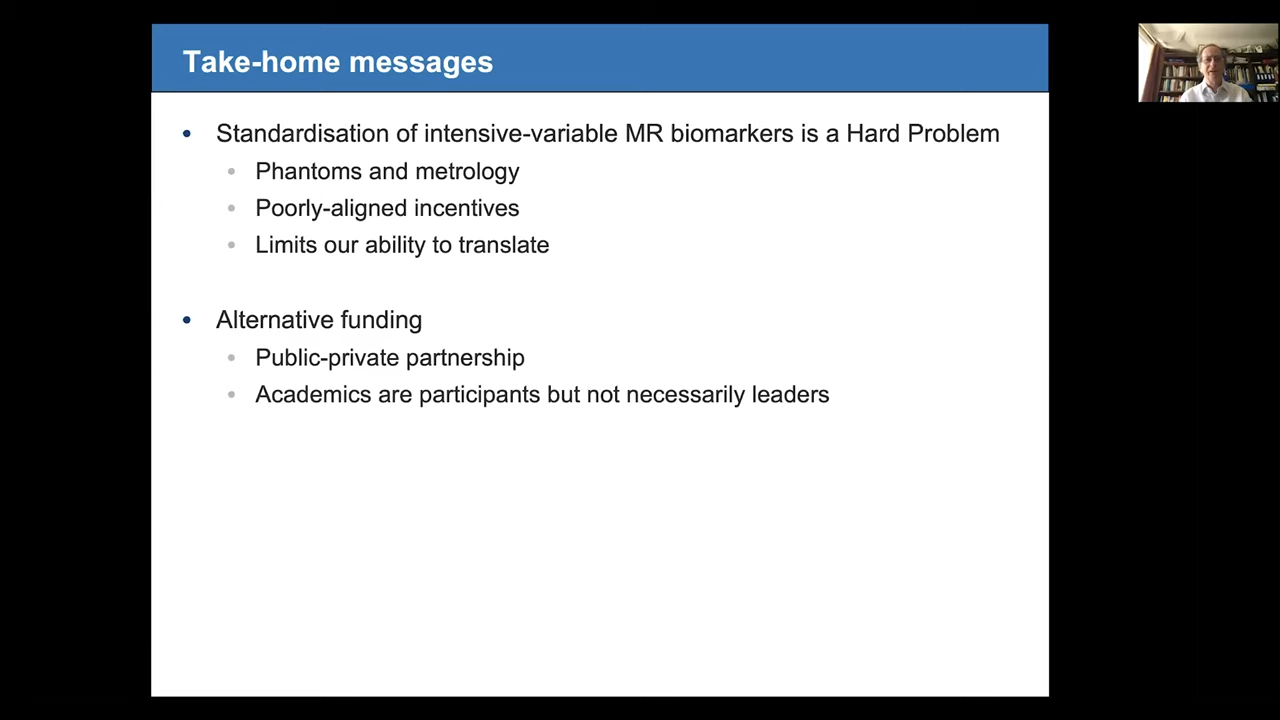 Take-home messages
• Standardisation of intensive-variable MR biomarkers is a Hard Problem
• Phantoms and metrology
• Poorly-aligned incentives
• Limits our ability to translate
• Alternative funding
• Public-private partnership
• Academics are participants but not necessarily leaders